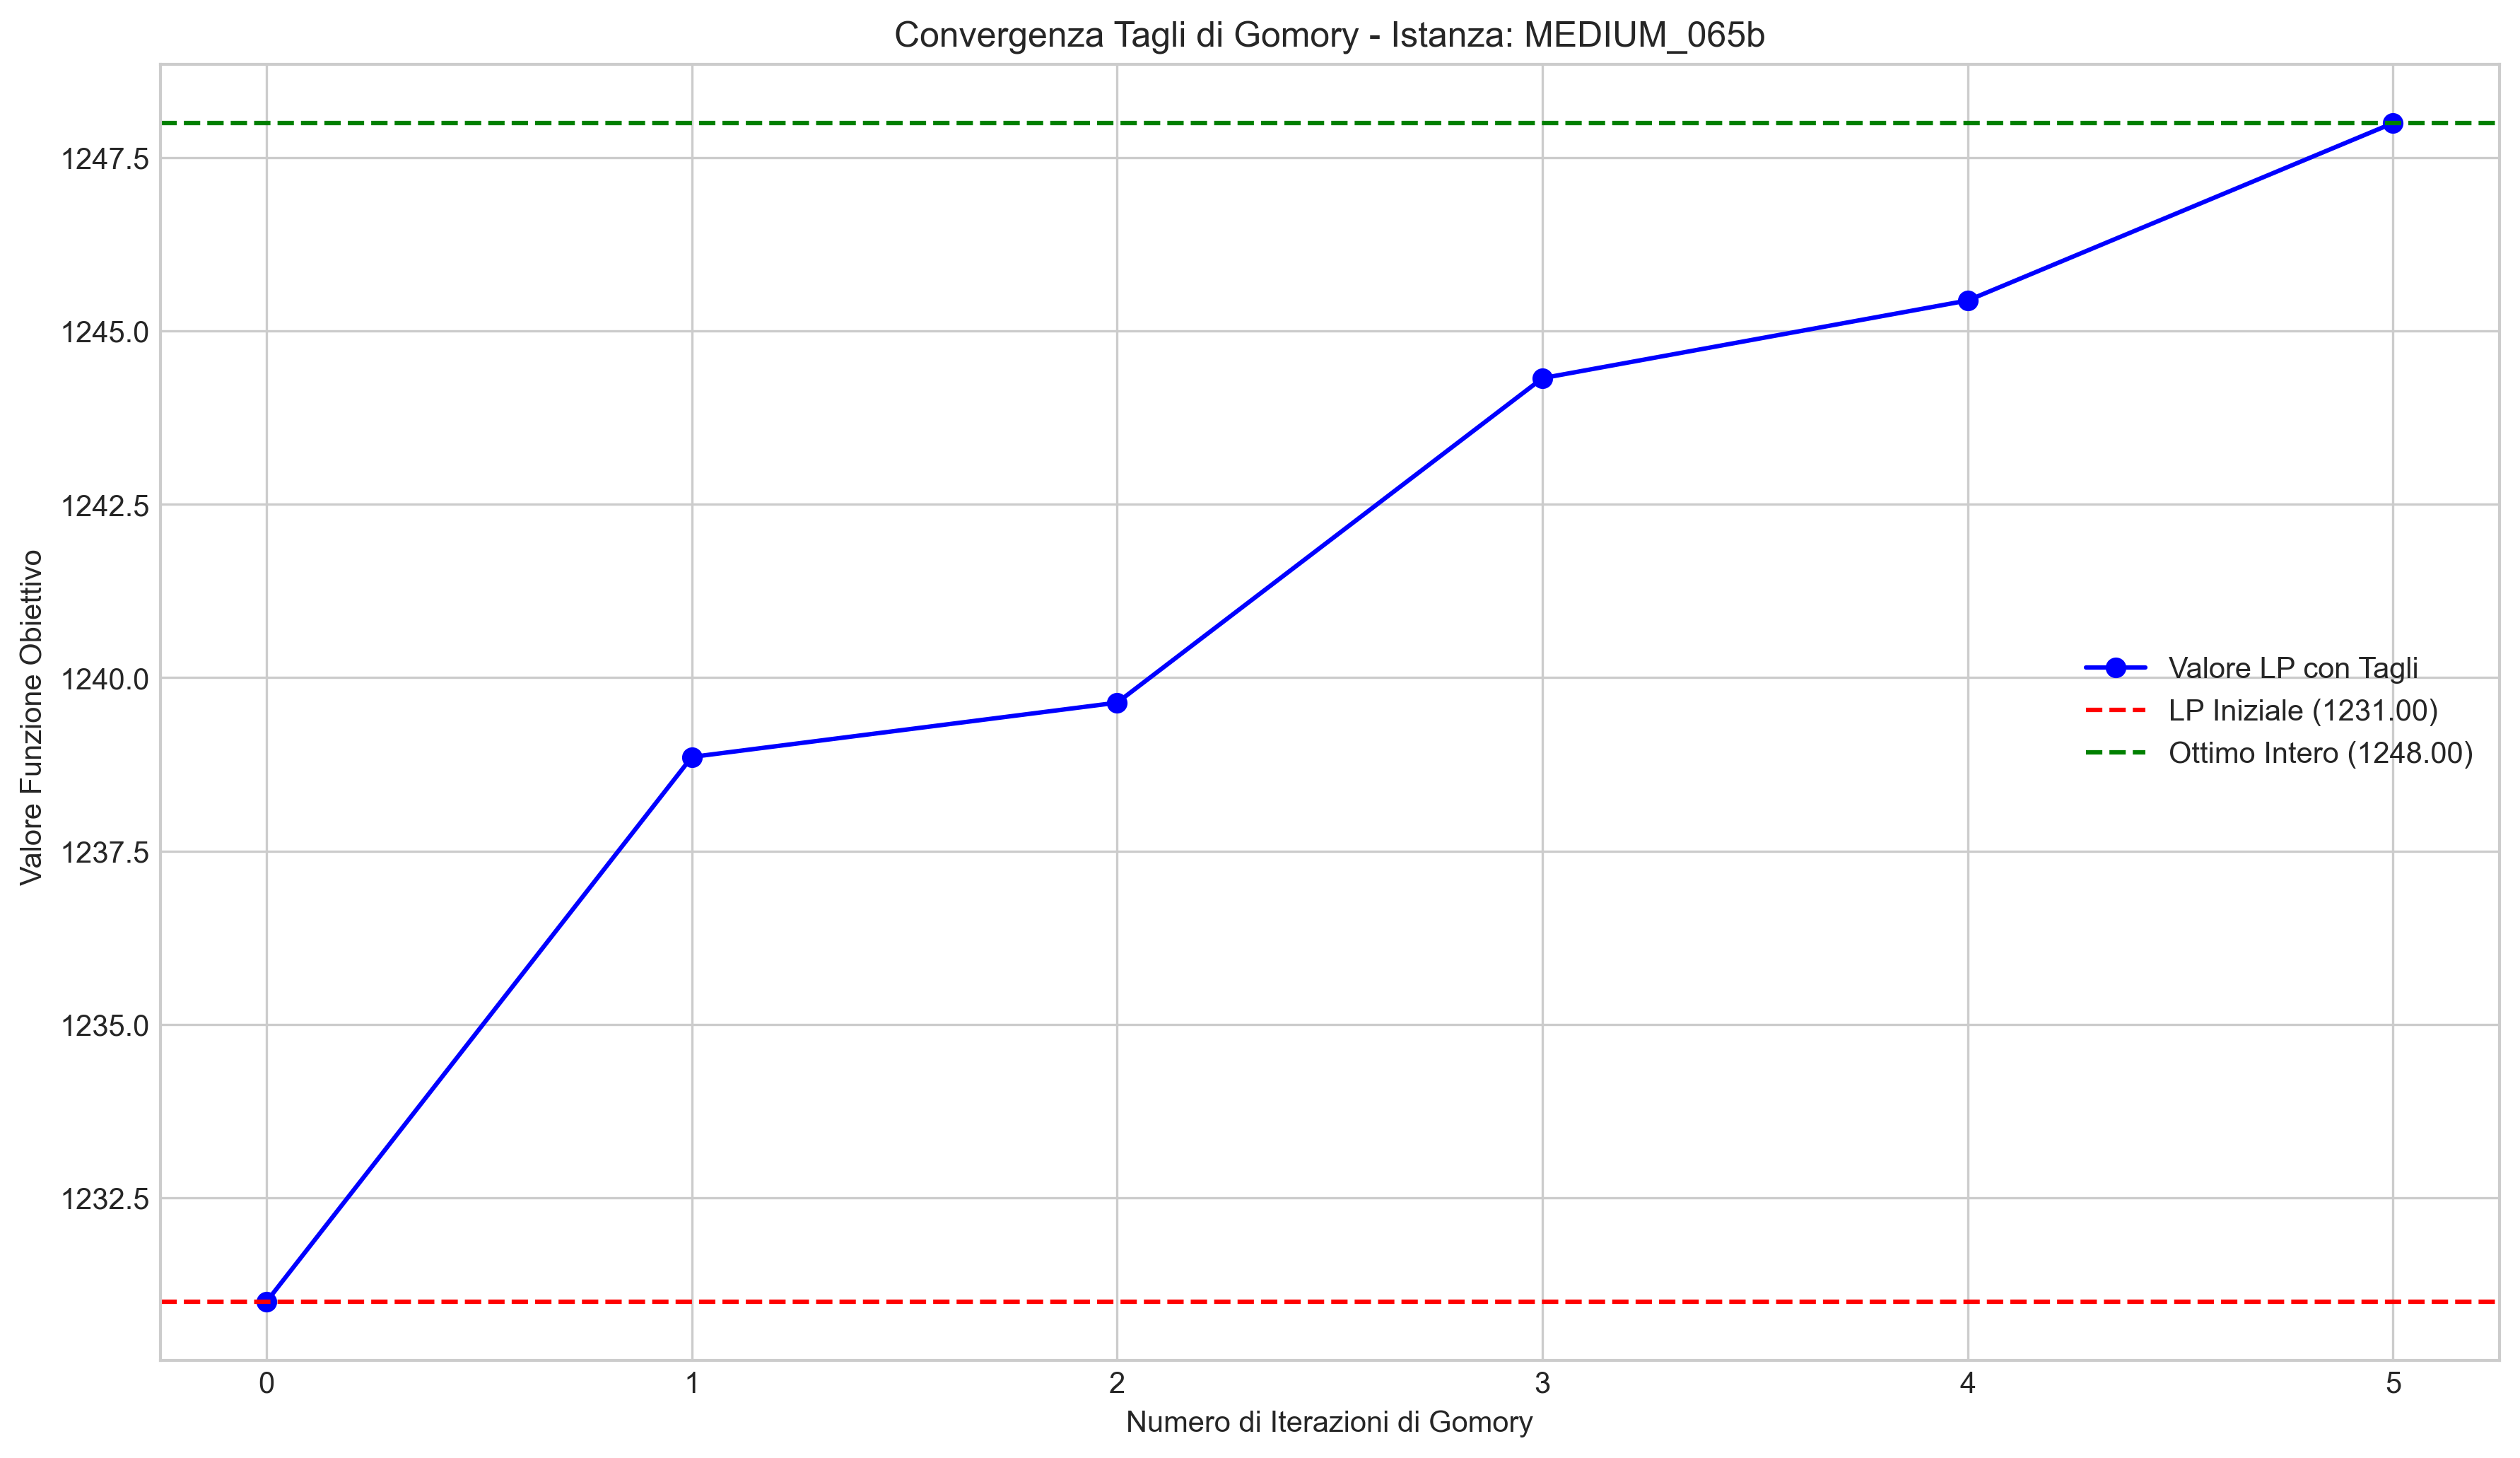 Convergenza Tagli di Gomory - Istanza: MEDIUM_065b
Valore Funzione Obiettivo
1247.5
1245.0
1242.5
1240.0
1237.5
1235.0
1232.5
Valore LP con Tagli
LP Iniziale (1231.00)
Ottimo Intero (1248.00)
0 1 2 3 4 5
Numero di Iterazioni di Gomory